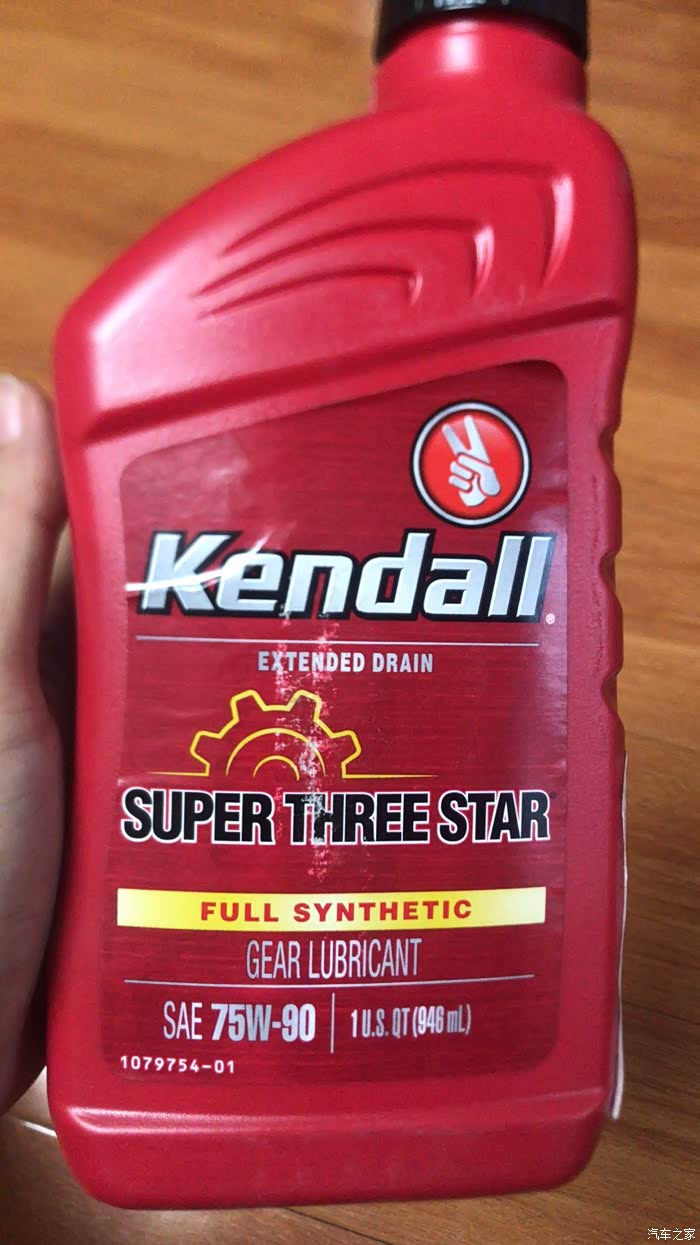 Kendall®
EXTENDED DRAIN
SUPER THREE STAR
FULL SYNTHETIC
GEAR LUBRICANT
SAE 75W-90
1 U.S. QT (946 mL)
1079754-01
汽车之家